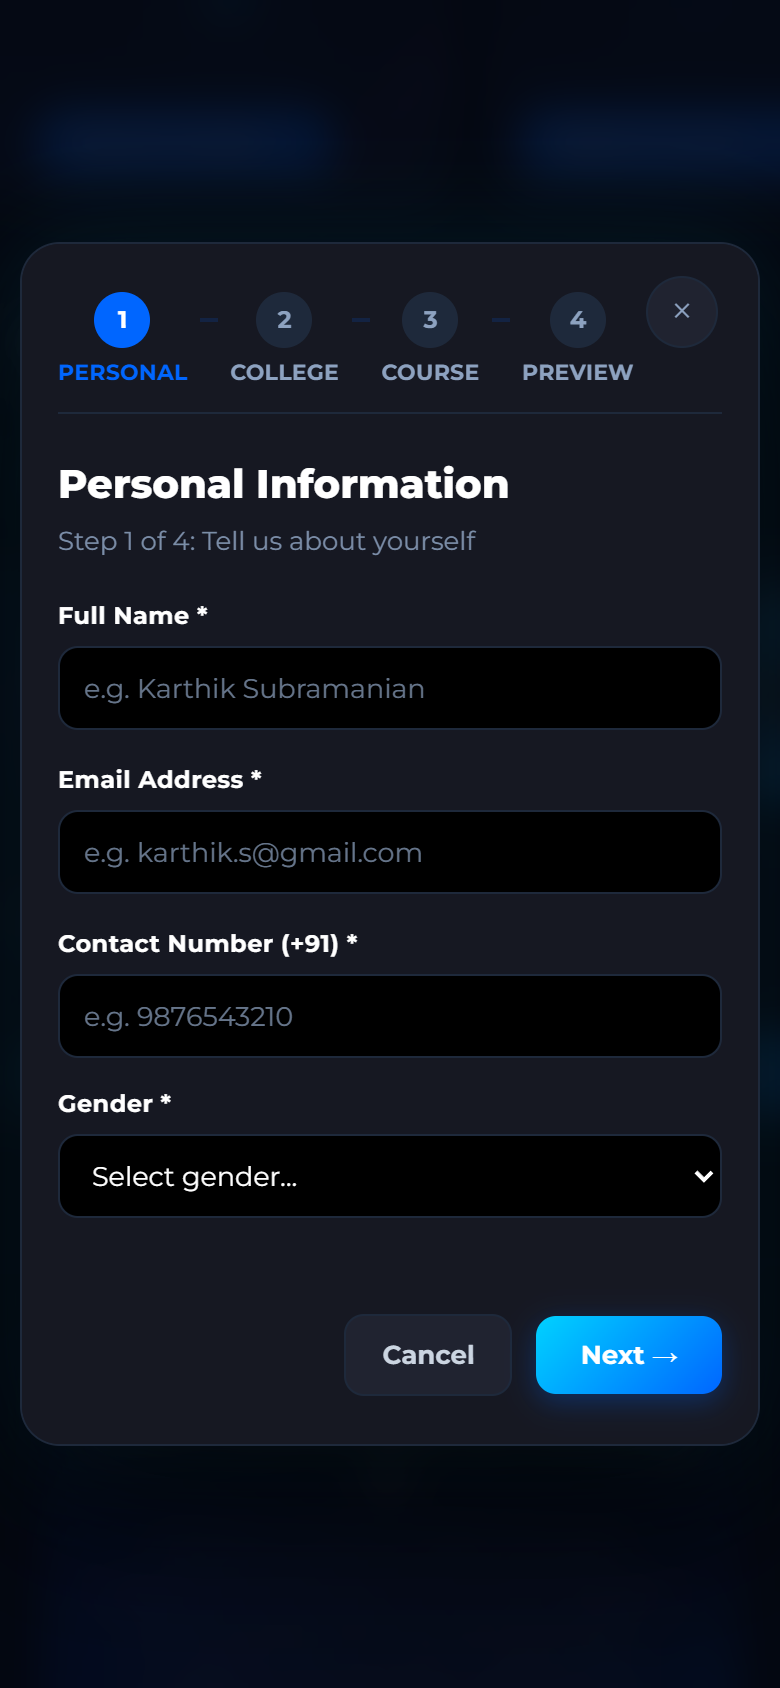 1 2 3 4 ×
PERSONAL COLLEGE COURSE PREVIEW
Personal Information
Step 1 of 4: Tell us about yourself
Full Name *
e.g. Karthik Subramanian
Email Address *
e.g. karthik.s@gmail.com
Contact Number (+91) *
e.g. 9876543210
Gender *
Select gender...
Cancel Next →